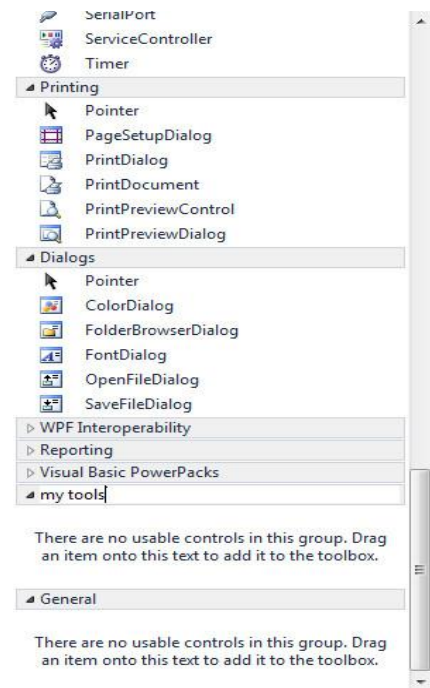 SerialPort
ServiceController
Timer
Printing
Pointer
PageSetupDialog
PrintDialog
PrintDocument
PrintPreviewControl
PrintPreviewDialog
Dialogs
Pointer
ColorDialog
FolderBrowserDialog
FontDialog
OpenFileDialog
SaveFileDialog
WPF Interoperability
Reporting
Visual Basic PowerPacks
my tools
There are no usable controls in this group. Drag
an item onto this text to add it to the toolbox.
General
There are no usable controls in this group. Drag
an item onto this text to add it to the toolbox.